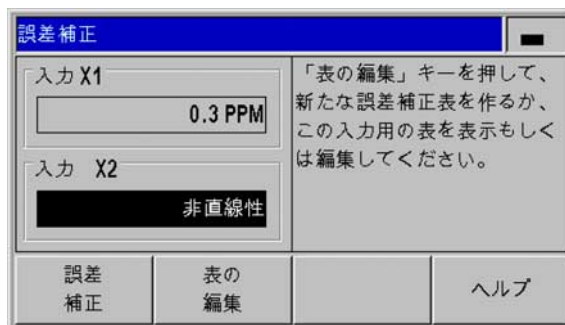 誤差補正
入力 X1
0.3 PPM
入力 X2
非直線性
「表の編集」キーを押して、
新たな誤差補正表を作るか、
この入力用の表を表示もしく
は編集してください。
誤差
補正
表の
編集
ヘルプ